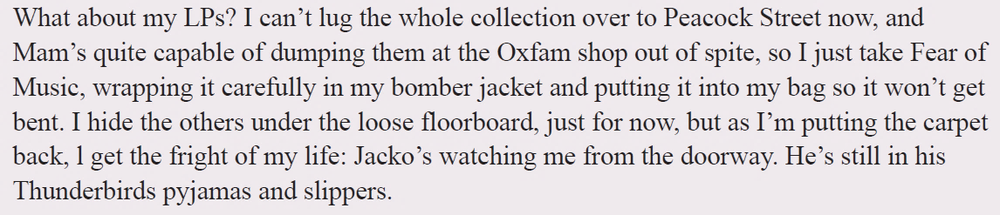 What about my LPs? I can’t lug the whole collection over to Peacock Street now, and
Mam’s quite capable of dumping them at the Oxfam shop out of spite, so I just take Fear of
Music, wrapping it carefully in my bomber jacket and putting it into my bag so it won’t get
bent. I hide the others under the loose floorboard, just for now, but as I’m putting the carpet
back, l get the fright of my life: Jacko’s watching me from the doorway. He’s still in his
Thunderbirds pyjamas and slippers.